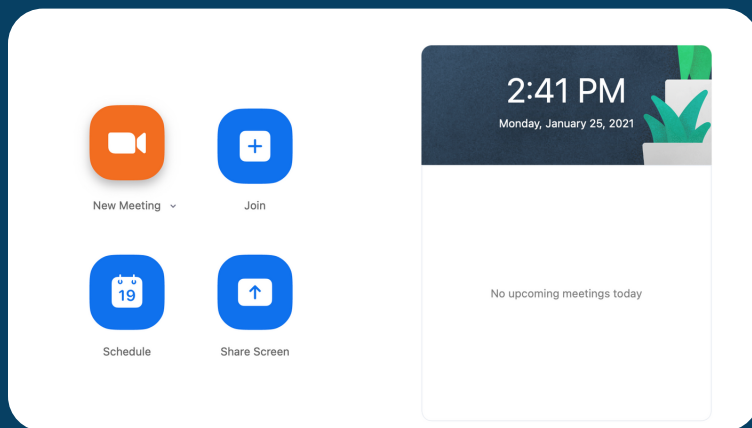 New Meeting
Join
19
Schedule
Share Screen
2:41 PM
Monday, January 25, 2021
No upcoming meetings today